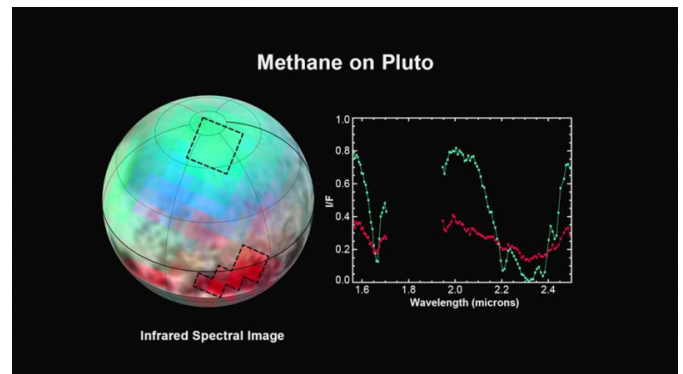 Methane on Pluto
1.0
0.8
0.6
0.4
0.2
0.0
I/F
1.6
1.8
2.0
2.2
2.4
Wavelength (microns)
Infrared Spectral Image